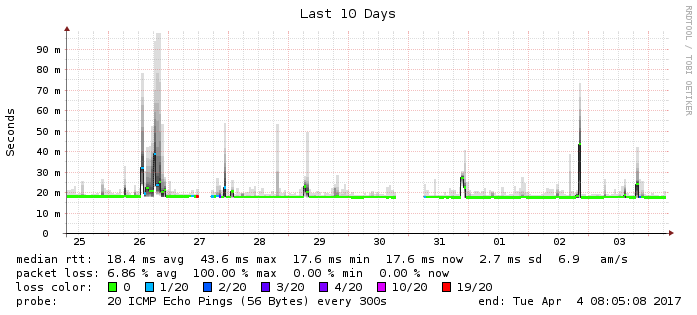 Last 10 Days
RRDTOOL / TOBI OETIKER
Seconds
90 m
80 m
70 m
60 m
50 m
40 m
30 m
20 m
10 m
0
25 26 27 28 29 30 31 01 02 03
median rtt: 18.4 ms avg 43.6 ms max 17.6 ms min 17.6 ms now 2.7 ms sd 6.9 am/s
packet loss: 6.86 % avg 100.00 % max 0.00 % min 0.00 % now
loss color: 0 1/20 2/20 3/20 4/20 10/20 19/20
probe: 20 ICMP Echo Pings (56 Bytes) every 300s end: Tue Apr 4 08:05:08 2017